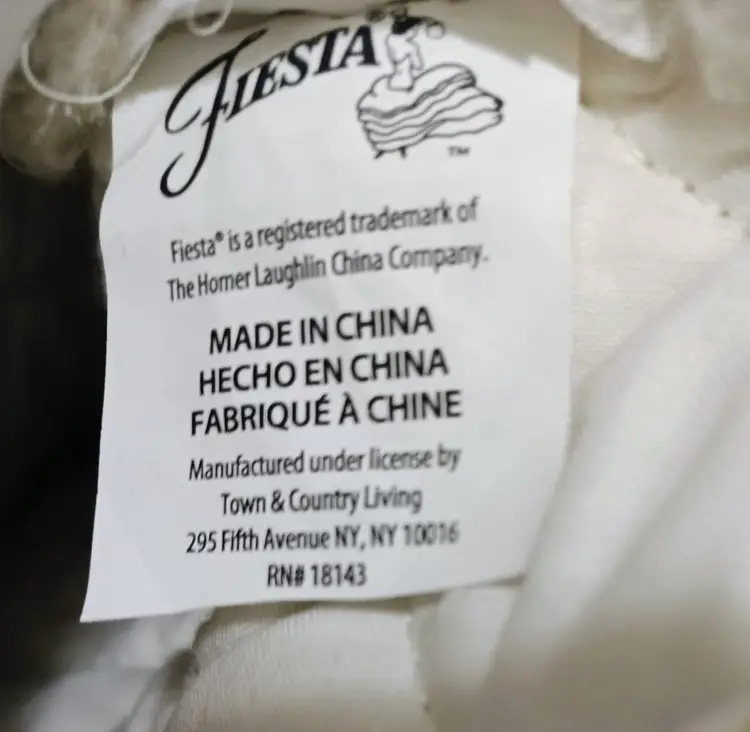 FIESTA®
TM
Fiesta® is a registered trademark of
The Homer Laughlin China Company.
MADE IN CHINA
HECHO EN CHINA
FABRIQUÉ À CHINE
Manufactured under license by
Town & Country Living
295 Fifth Avenue NY, NY 10016
RN# 18143